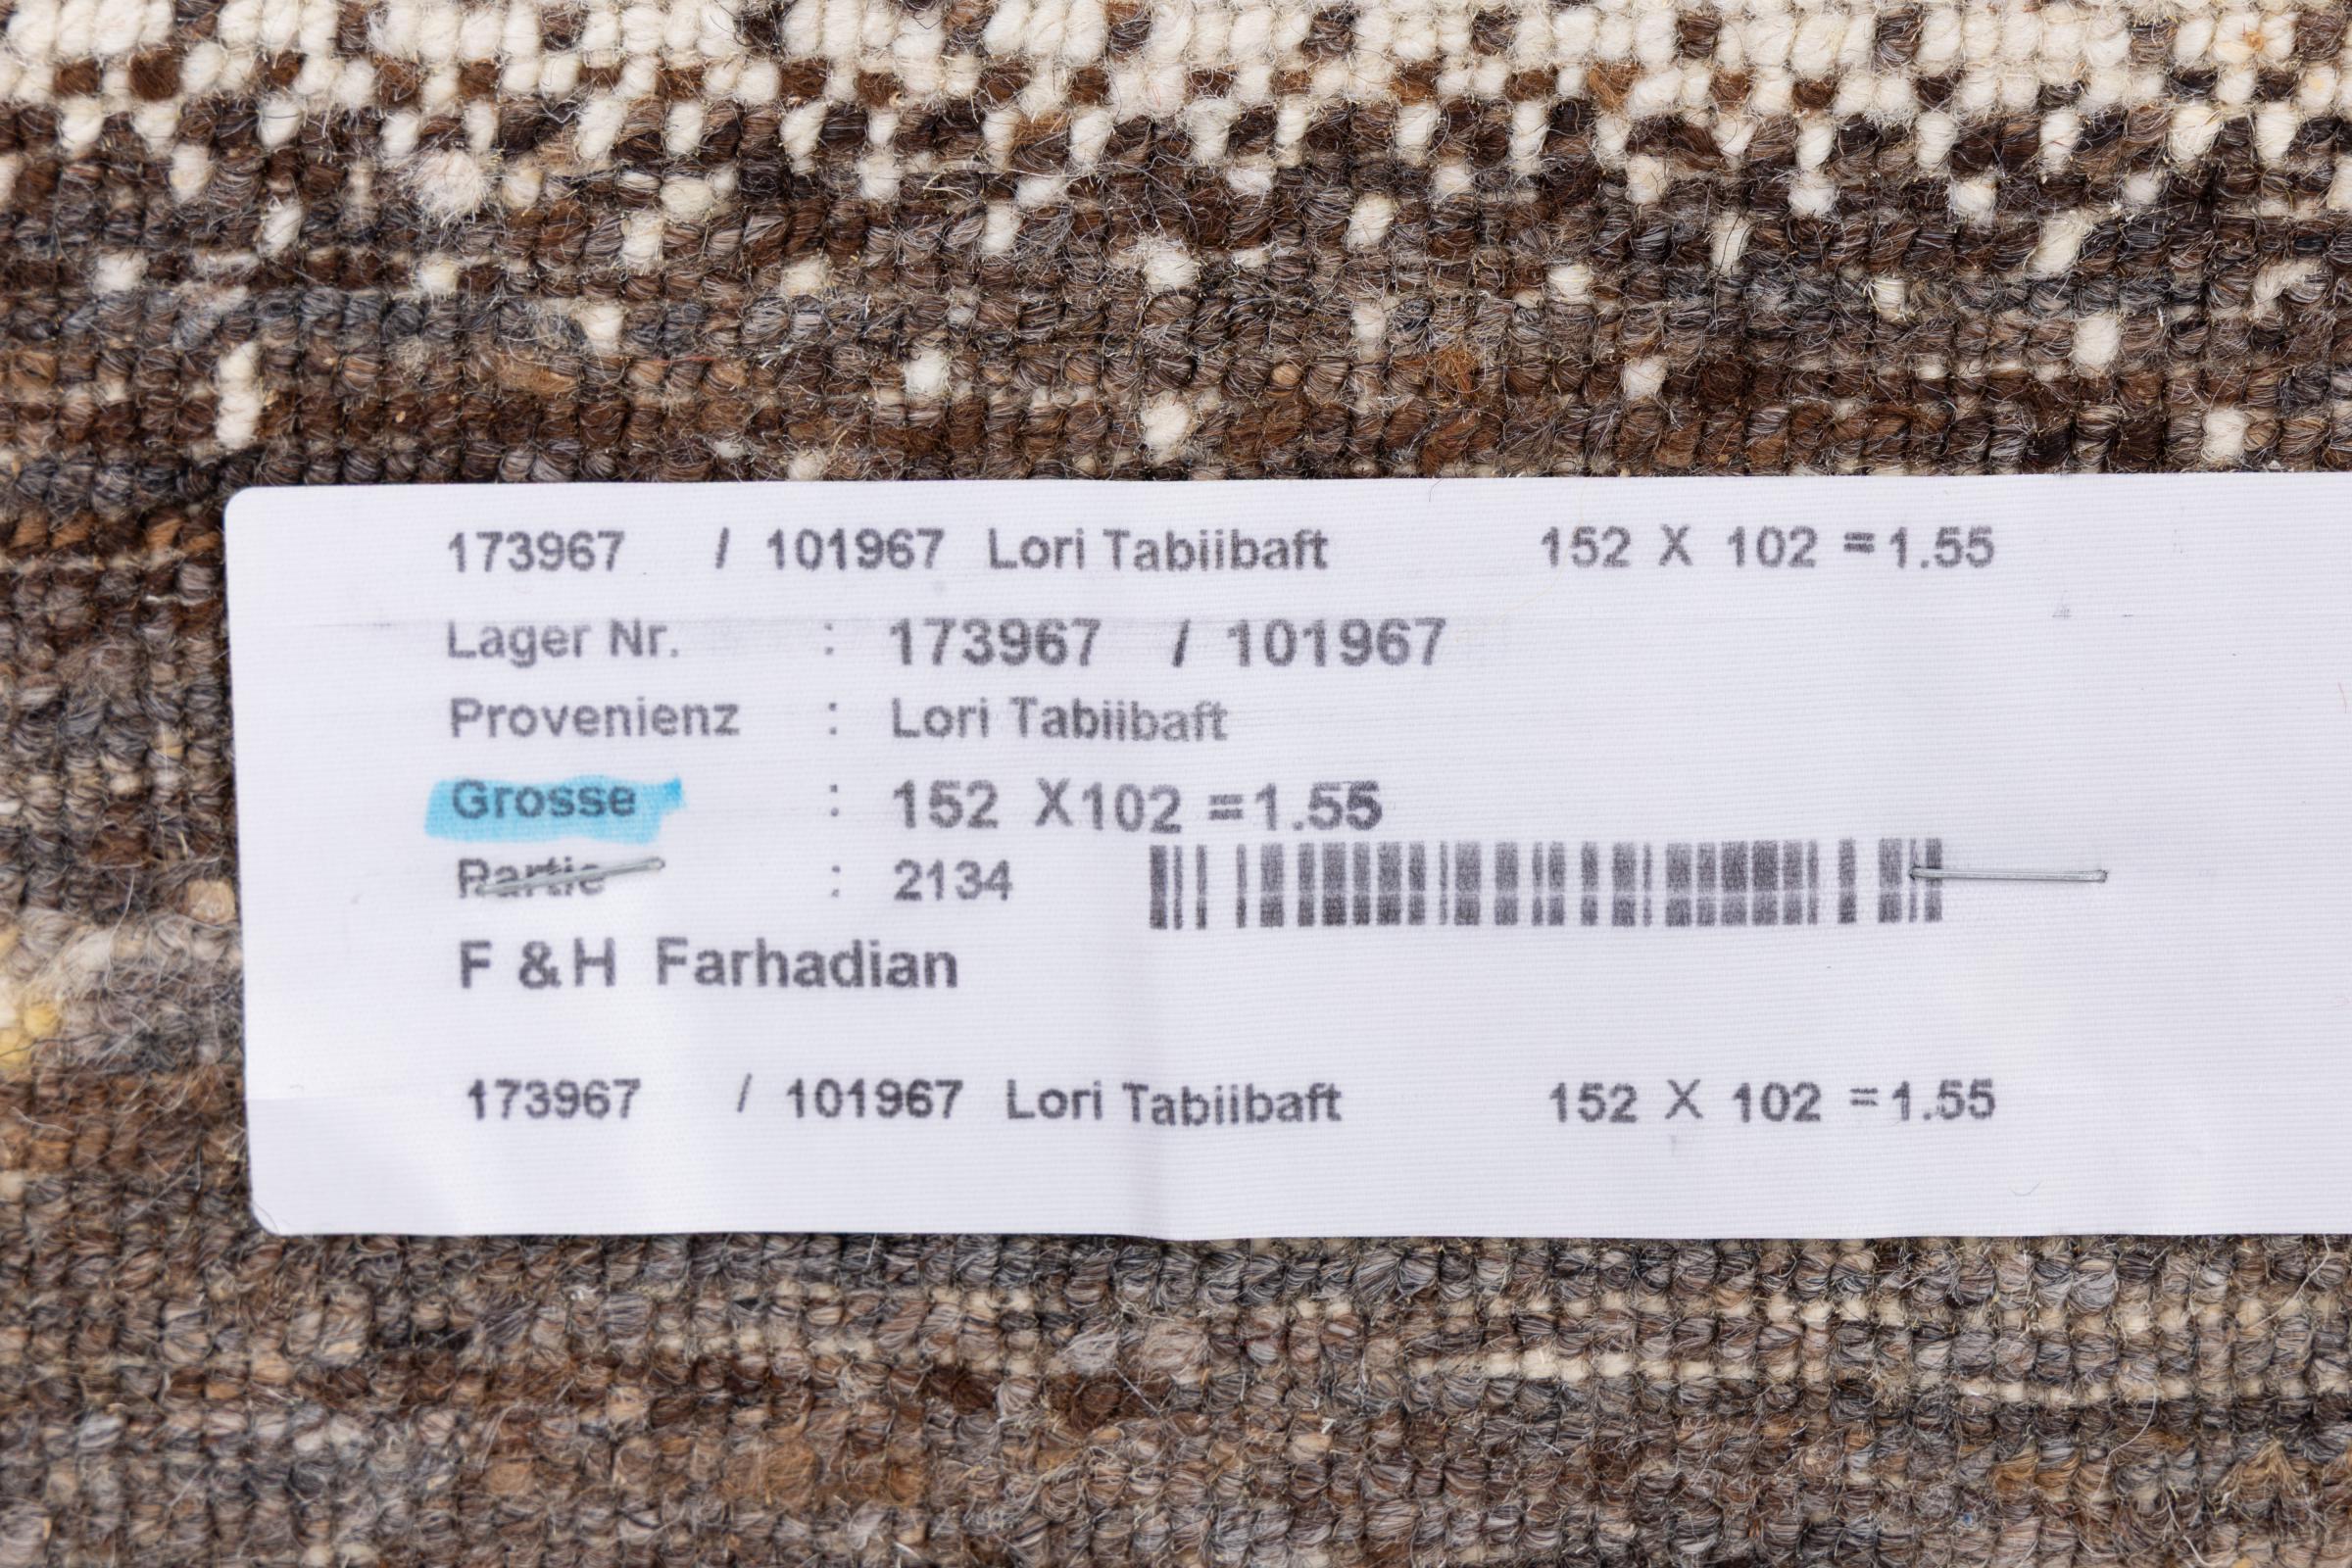 173967 / 101967 Lori Tabiibaft 152 X 102 =1.55
Lager Nr. : 173967 / 101967
Provenienz : Lori Tabiibaft
Grosse : 152 X102 =1.55
Partie : 2134
F &H Farhadian
173967 / 101967 Lori Tabiibaft 152 X 102 =1.55